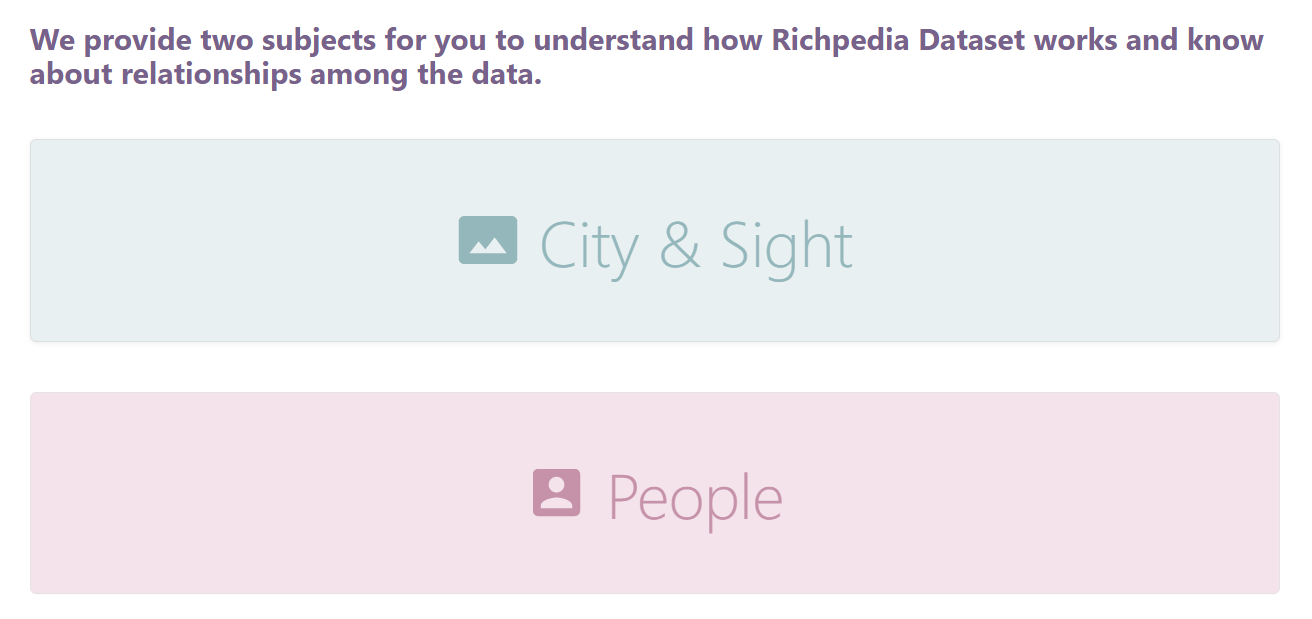 We provide two subjects for you to understand how Richpedia Dataset works and know
about relationships among the data.
City & Sight
People